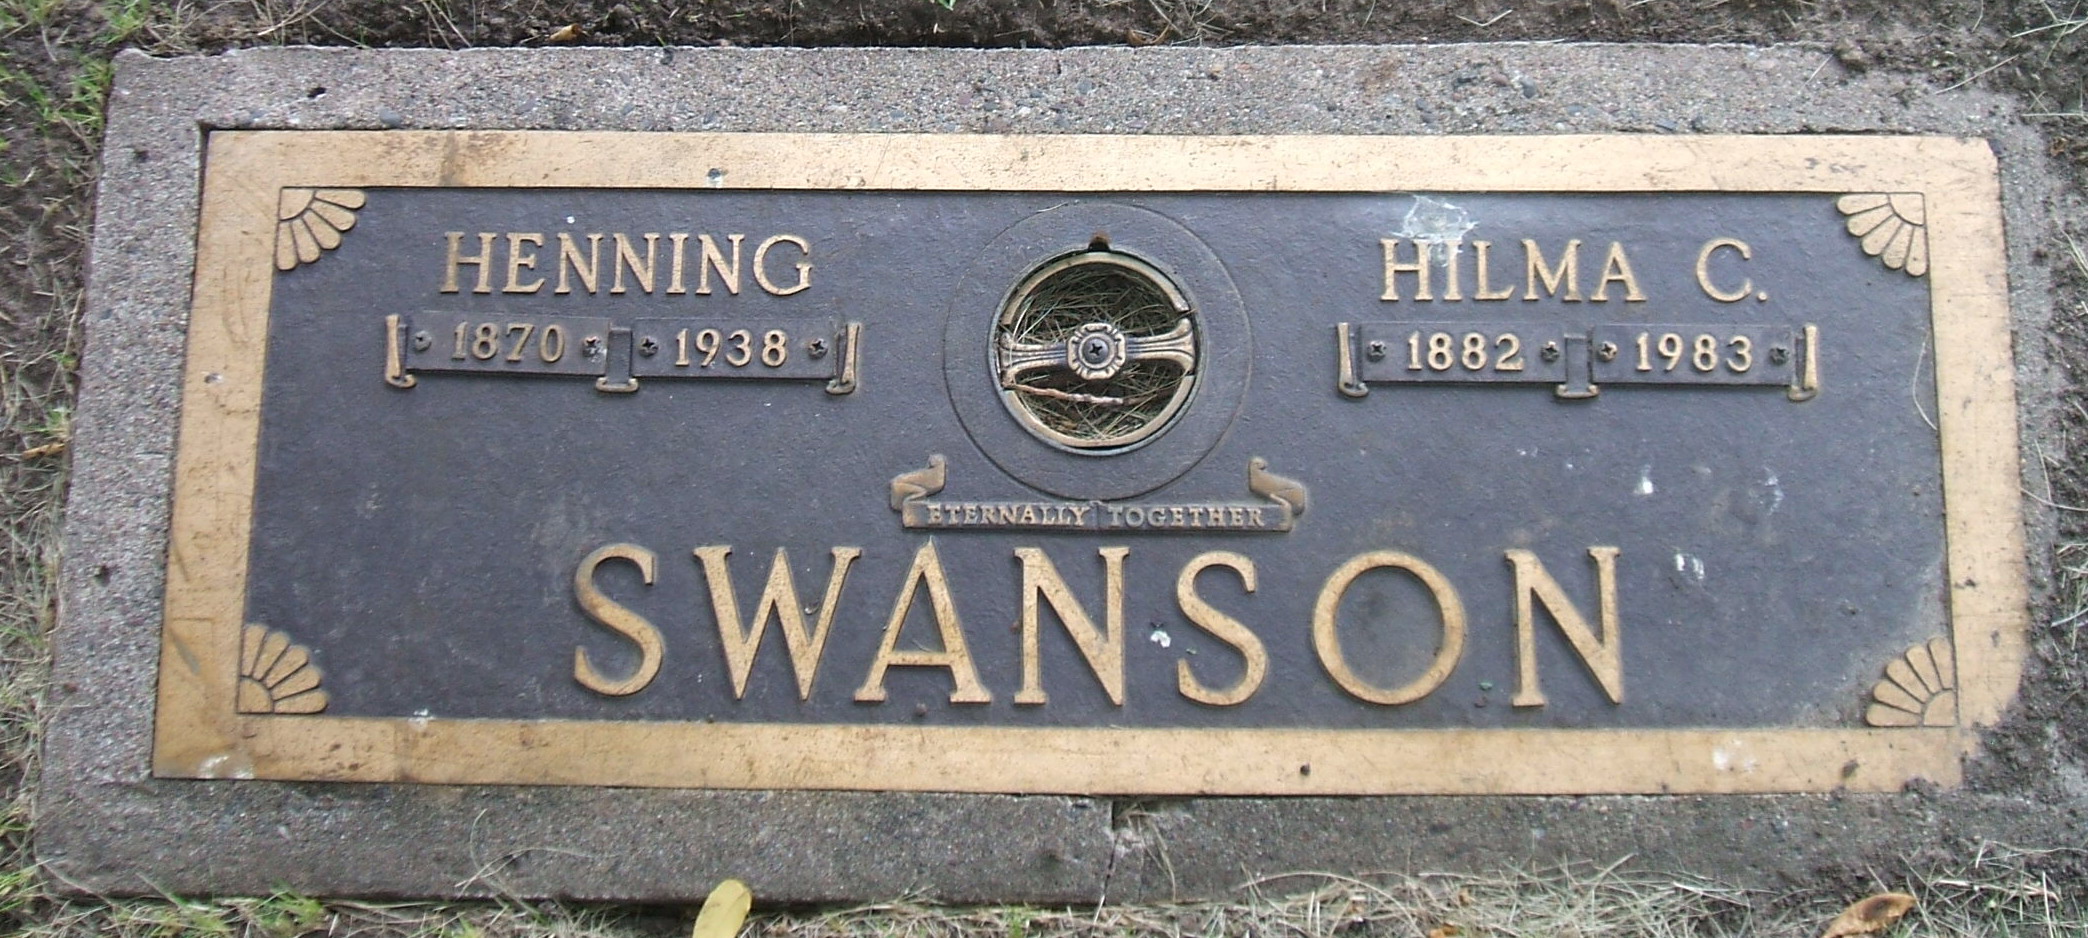 HENNING
1870 1938
HILMA C.
1882 1983
ETERNALLY TOGETHER
SWANSON